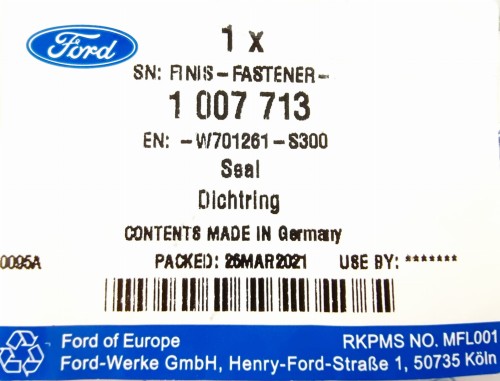 Ford
1 x
SN: FINIS-FASTENER-
1 007 713
EN: -W701261-S300
Seal
Dichtring
CONTENTS MADE IN Germany
0095A PACKED: 25MAR2021 USE BY: *******
Ford of Europe RKPMS NO. MFL001
Ford-Werke GmbH, Henry-Ford-Straße 1, 50735 Köln